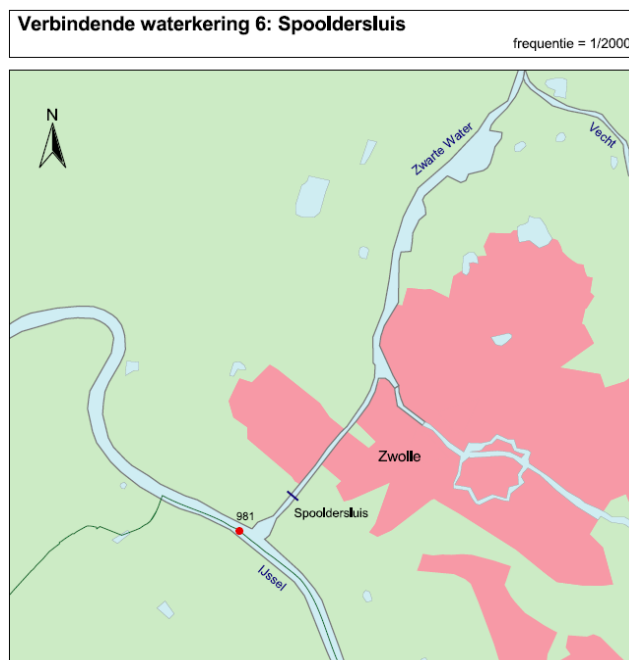 Verbindende waterkering 6: Spooldersluis
frequentie = 1/2000
N
Zwarte Water
Vecht
Zwolle
981
Spooldersluis
IJssel